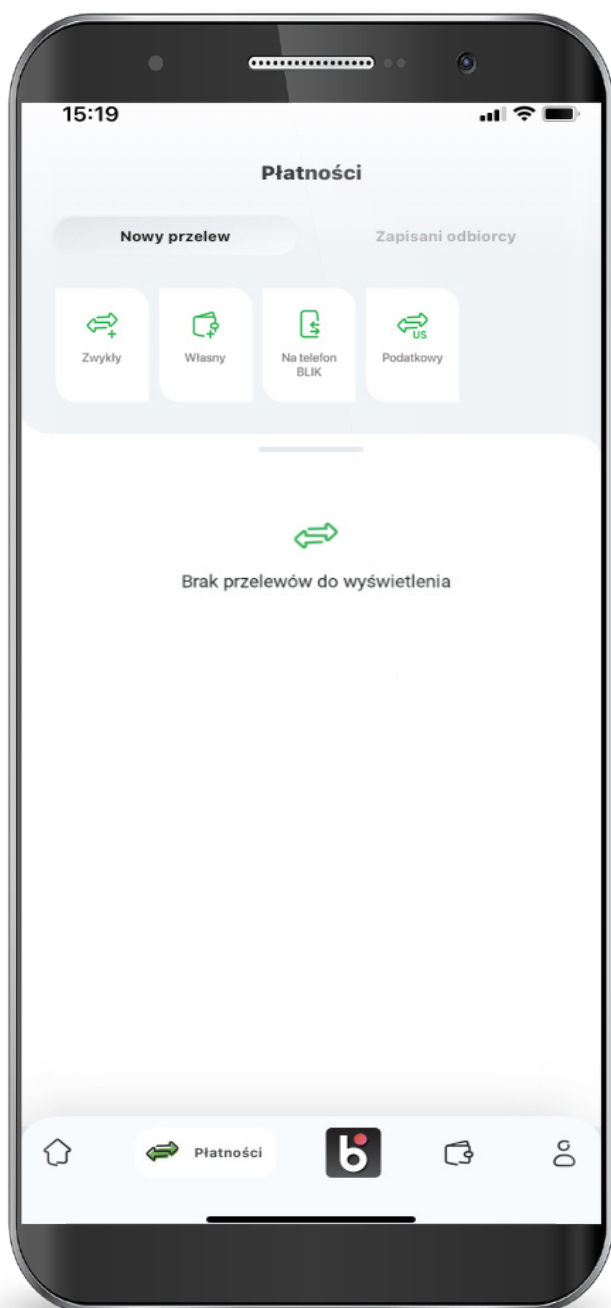 15:19
Płatności
Nowy przelew
Zapisani odbiorcy
Zwykły
Własny
Na telefon
BLIK
Podatkowy
US
Brak przelewów do wyświetlenia
Płatności
b